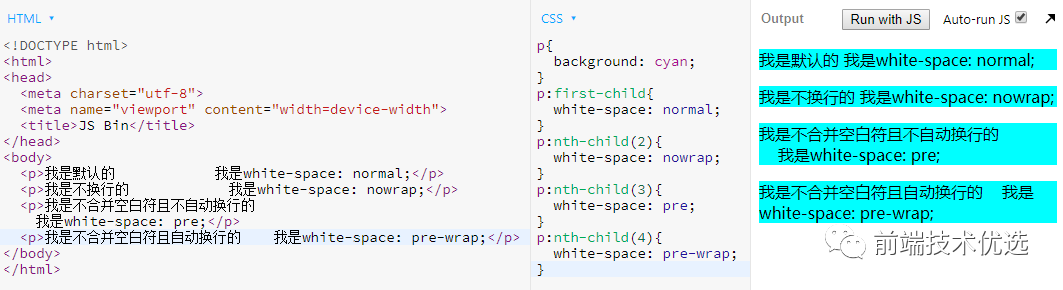 HTML
<!DOCTYPE html>
<html>
<head>
  <meta charset="utf-8">
  <meta name="viewport" content="width=device-width">
  <title>JS Bin</title>
</head>
<body>
  <p>我是默认的            我是white-space: normal;</p>
  <p>我是不换行的            我是white-space: nowrap;</p>
  <p>我是不合并空白符且不自动换行的
    我是white-space: pre;</p>
  <p>我是不合并空白符且自动换行的    我是white-space: pre-wrap;</p>
</body>
</html>
CSS
p{
  background: cyan;
}
p:first-child{
  white-space: normal;
}
p:nth-child(2){
  white-space: nowrap;
}
p:nth-child(3){
  white-space: pre;
}
p:nth-child(4){
  white-space: pre-wrap;
}
Output Run with JS Auto-run JS
我是默认的 我是white-space: normal;
我是不换行的 我是white-space: nowrap;
我是不合并空白符且不自动换行的
    我是white-space: pre;
我是不合并空白符且自动换行的    我是
white-space: pre-wrap;
前端技术优选